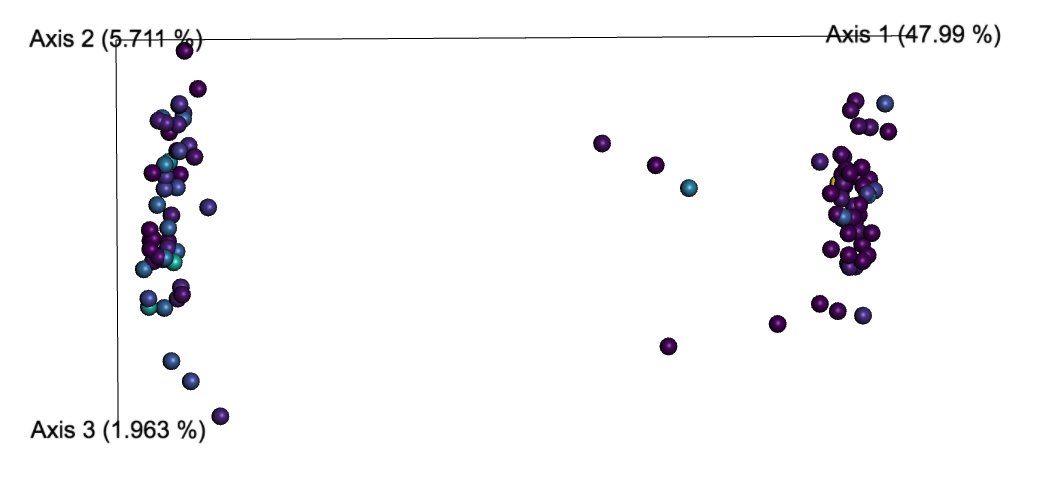 Axis 2 (5.711 %)
Axis 1 (47.99 %)
Axis 3 (1.963 %)